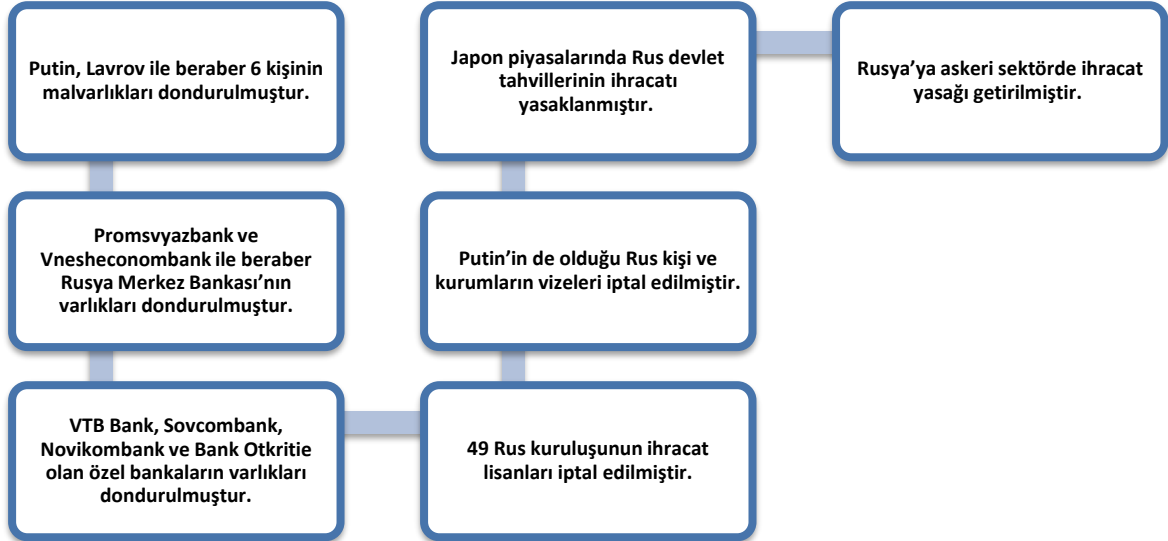 Putin, Lavrov ile beraber 6 kişinin
malvarlıkları dondurulmuştur.
Promsvyazbank ve
Vnesheconombank ile beraber
Rusya Merkez Bankası’nın
varlıkları dondurulmuştur.
VTB Bank, Sovcombank,
Novikombank ve Bank Otkritie
olan özel bankaların varlıkları
dondurulmuştur.
49 Rus kuruluşunun ihracat
lisanları iptal edilmiştir.
Putin’in de olduğu Rus kişi ve
kurumların vizeleri iptal edilmiştir.
Japon piyasalarında Rus devlet
tahvillerinin ihracatı
yasaklanmıştır.
Rusya’ya askeri sektörde ihracat
yasağı getirilmiştir.